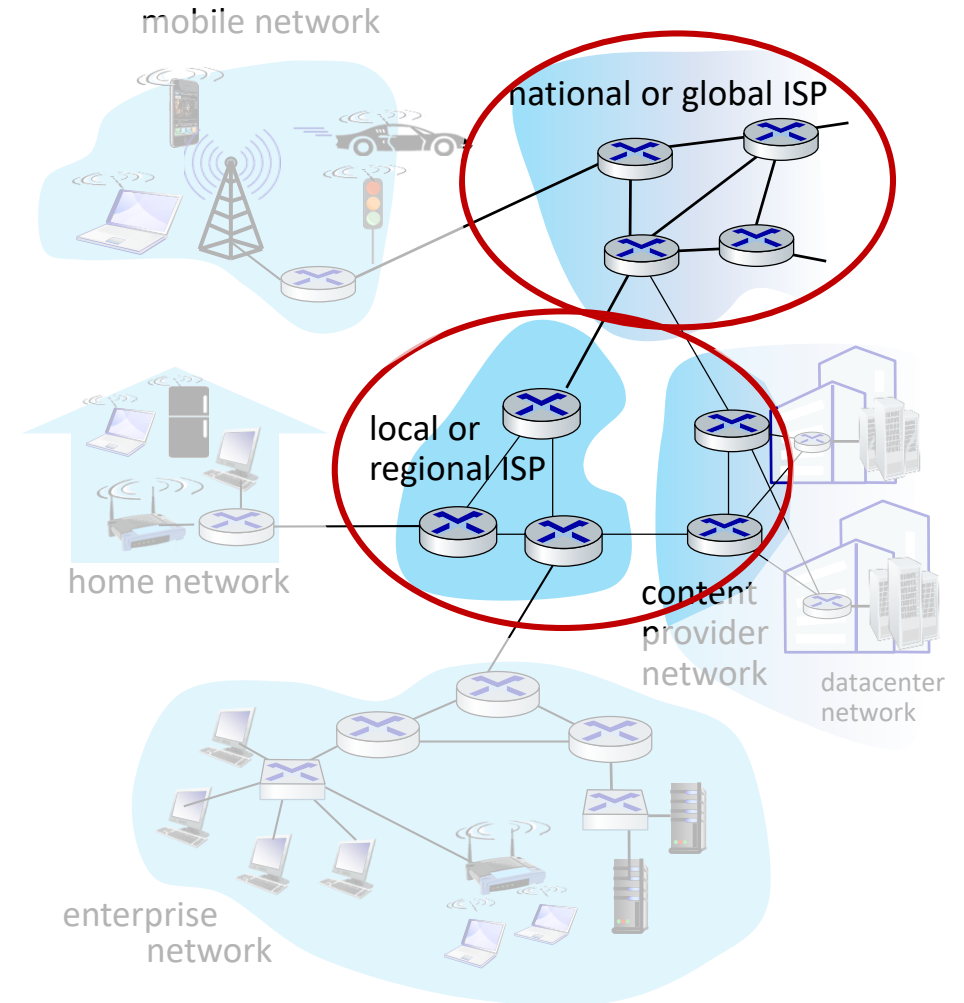 mobile network
national or global ISP
local or
regional ISP
home network
content
provider
network
datacenter
network
enterprise
network